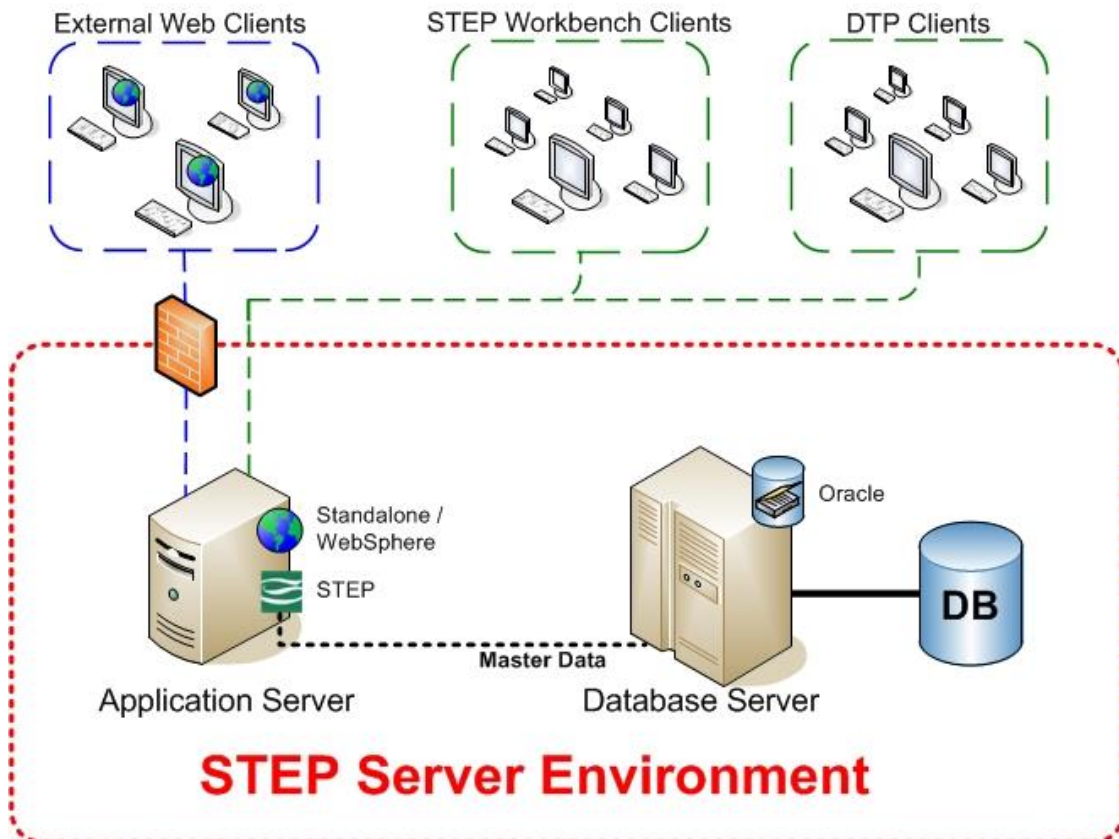 External Web Clients
STEP Workbench Clients
DTP Clients
Standalone /
WebSphere
STEP
Oracle
DB
Master Data
Application Server
Database Server
STEP Server Environment